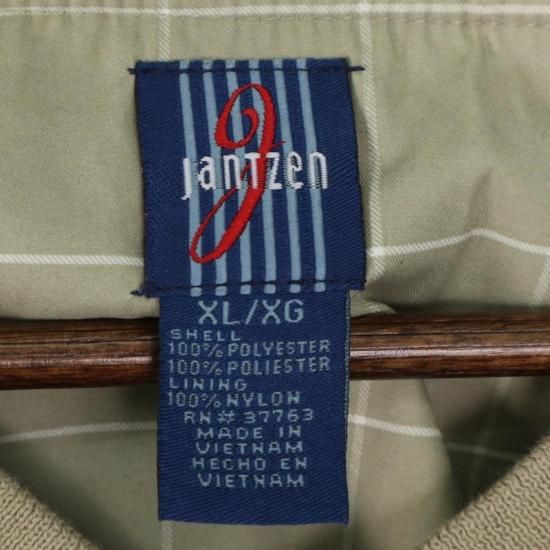 J
Jantzen
XL/XG
SHELL
100% POLYESTER
100% POLIESTER
LINING
100% NYLON
RN# 37763
MADE IN
VIETNAM
HECHO EN
VIETNAM